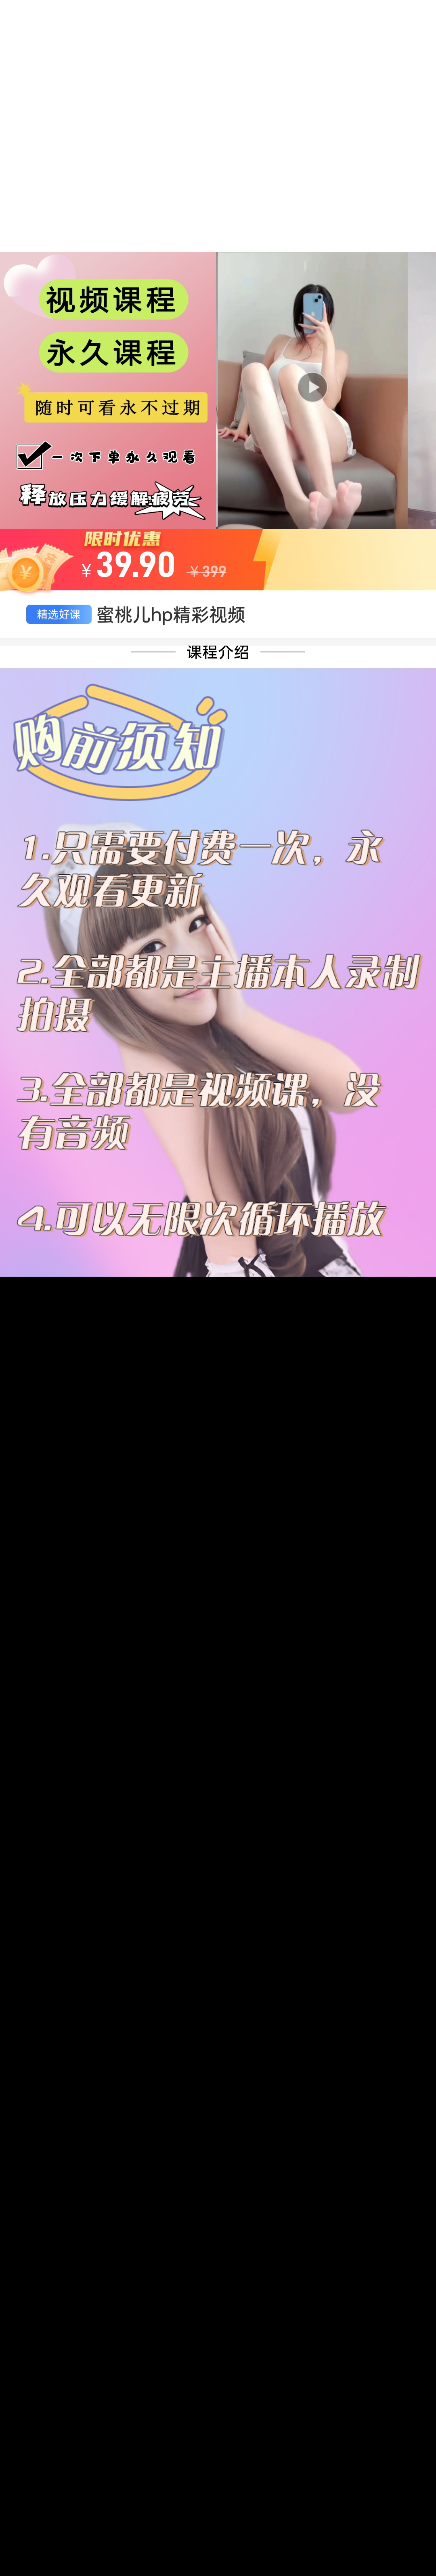 视频课程
永久课程
随时可看永不过期
一次下单永久观看
释放压力缓解疲劳
限时优惠
￥39.90 ￥399
精选好课 蜜桃儿hp精彩视频
课程介绍
购前须知
1.只需要付费一次，永
久观看更新
2.全部都是主播本人录制
拍摄
3.全部都是视频课，没
有音频
4.可以无限次循环播放